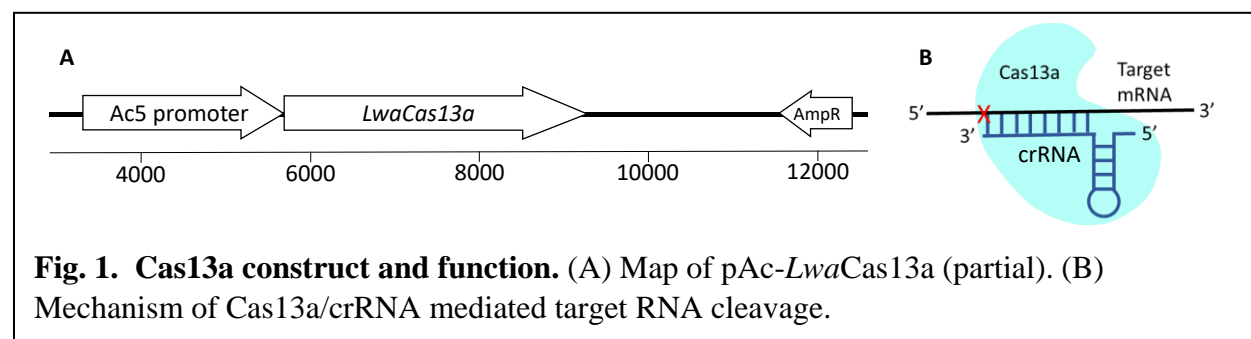 A
Ac5 promoter
LwaCas13a
AmpR
4000 6000 8000 10000 12000
B
Cas13a
Target
mRNA
5’
3’
3’
5’
crRNA
Fig. 1. Cas13a construct and function. (A) Map of pAc-LwaCas13a (partial). (B)
Mechanism of Cas13a/crRNA mediated target RNA cleavage.